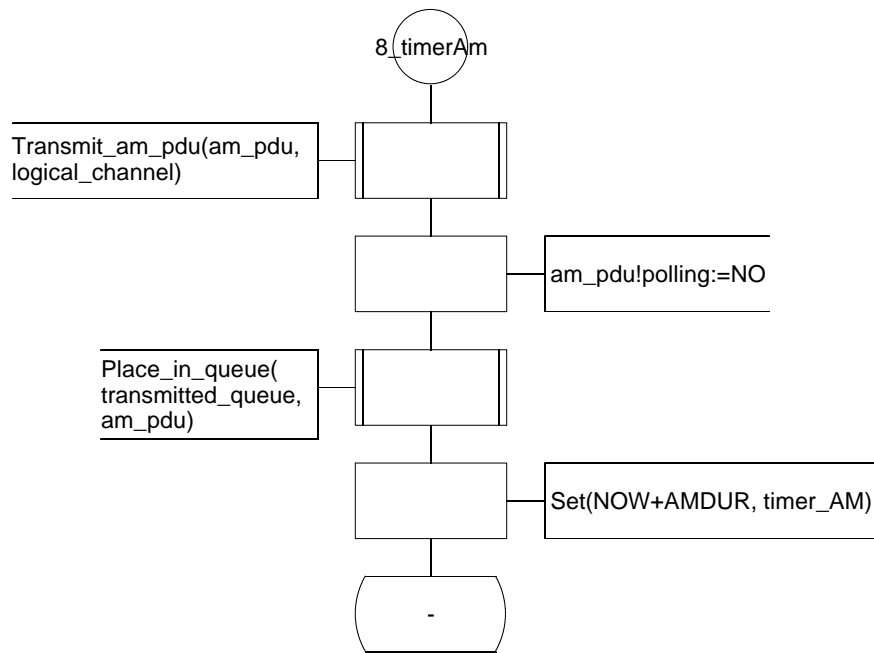 8_timerAm
Transmit_am_pdu(am_pdu,
logical_channel)
am_pdu!polling:=NO
Place_in_queue(
transmitted_queue,
am_pdu)
Set(NOW+AMDUR, timer_AM)
-